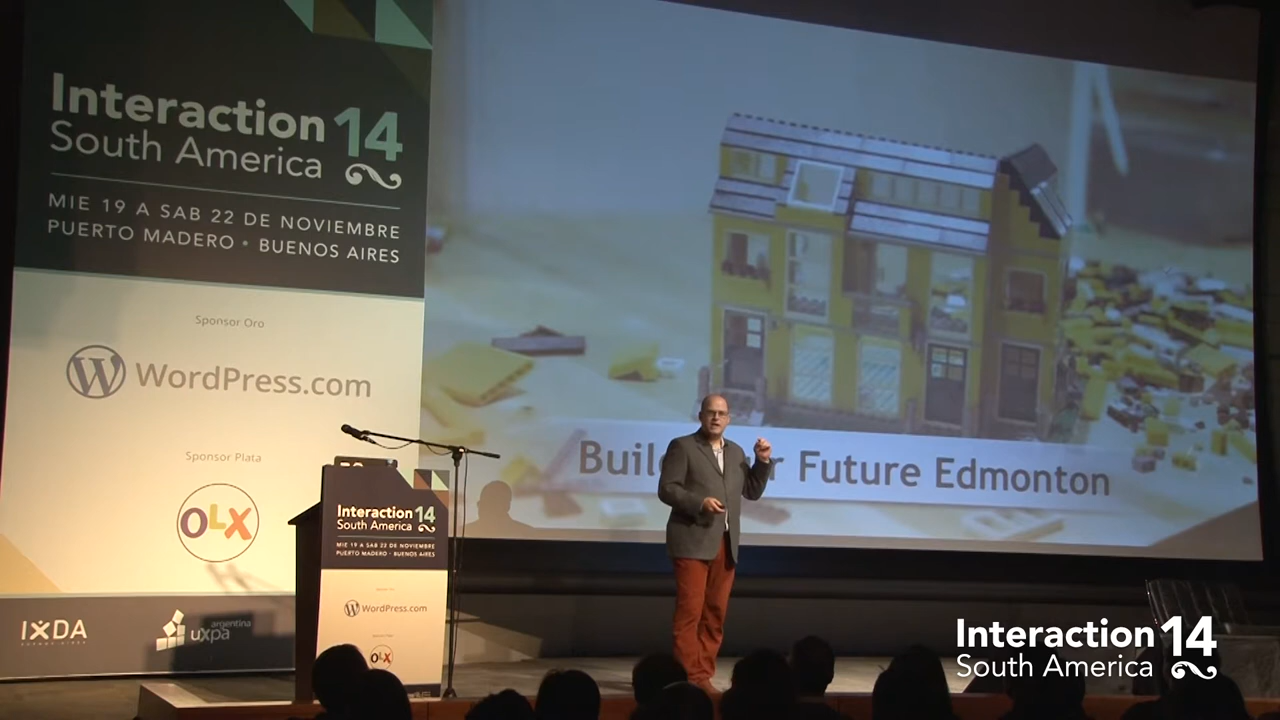 Interaction 14
South America
MIE 19 A SAB 22 DE NOVIEMBRE
PUERTO MADERO • BUENOS AIRES
Sponsor Oro
WordPress.com
Sponsor Plata
OLX
IXDA
uxpa argentina
Future Edmonton
Interaction 14
South America
MIE 19 A SAB 22 DE NOVIEMBRE
PUERTO MADERO • BUENOS AIRES
WordPress.com
OLX
Interaction 14
South America